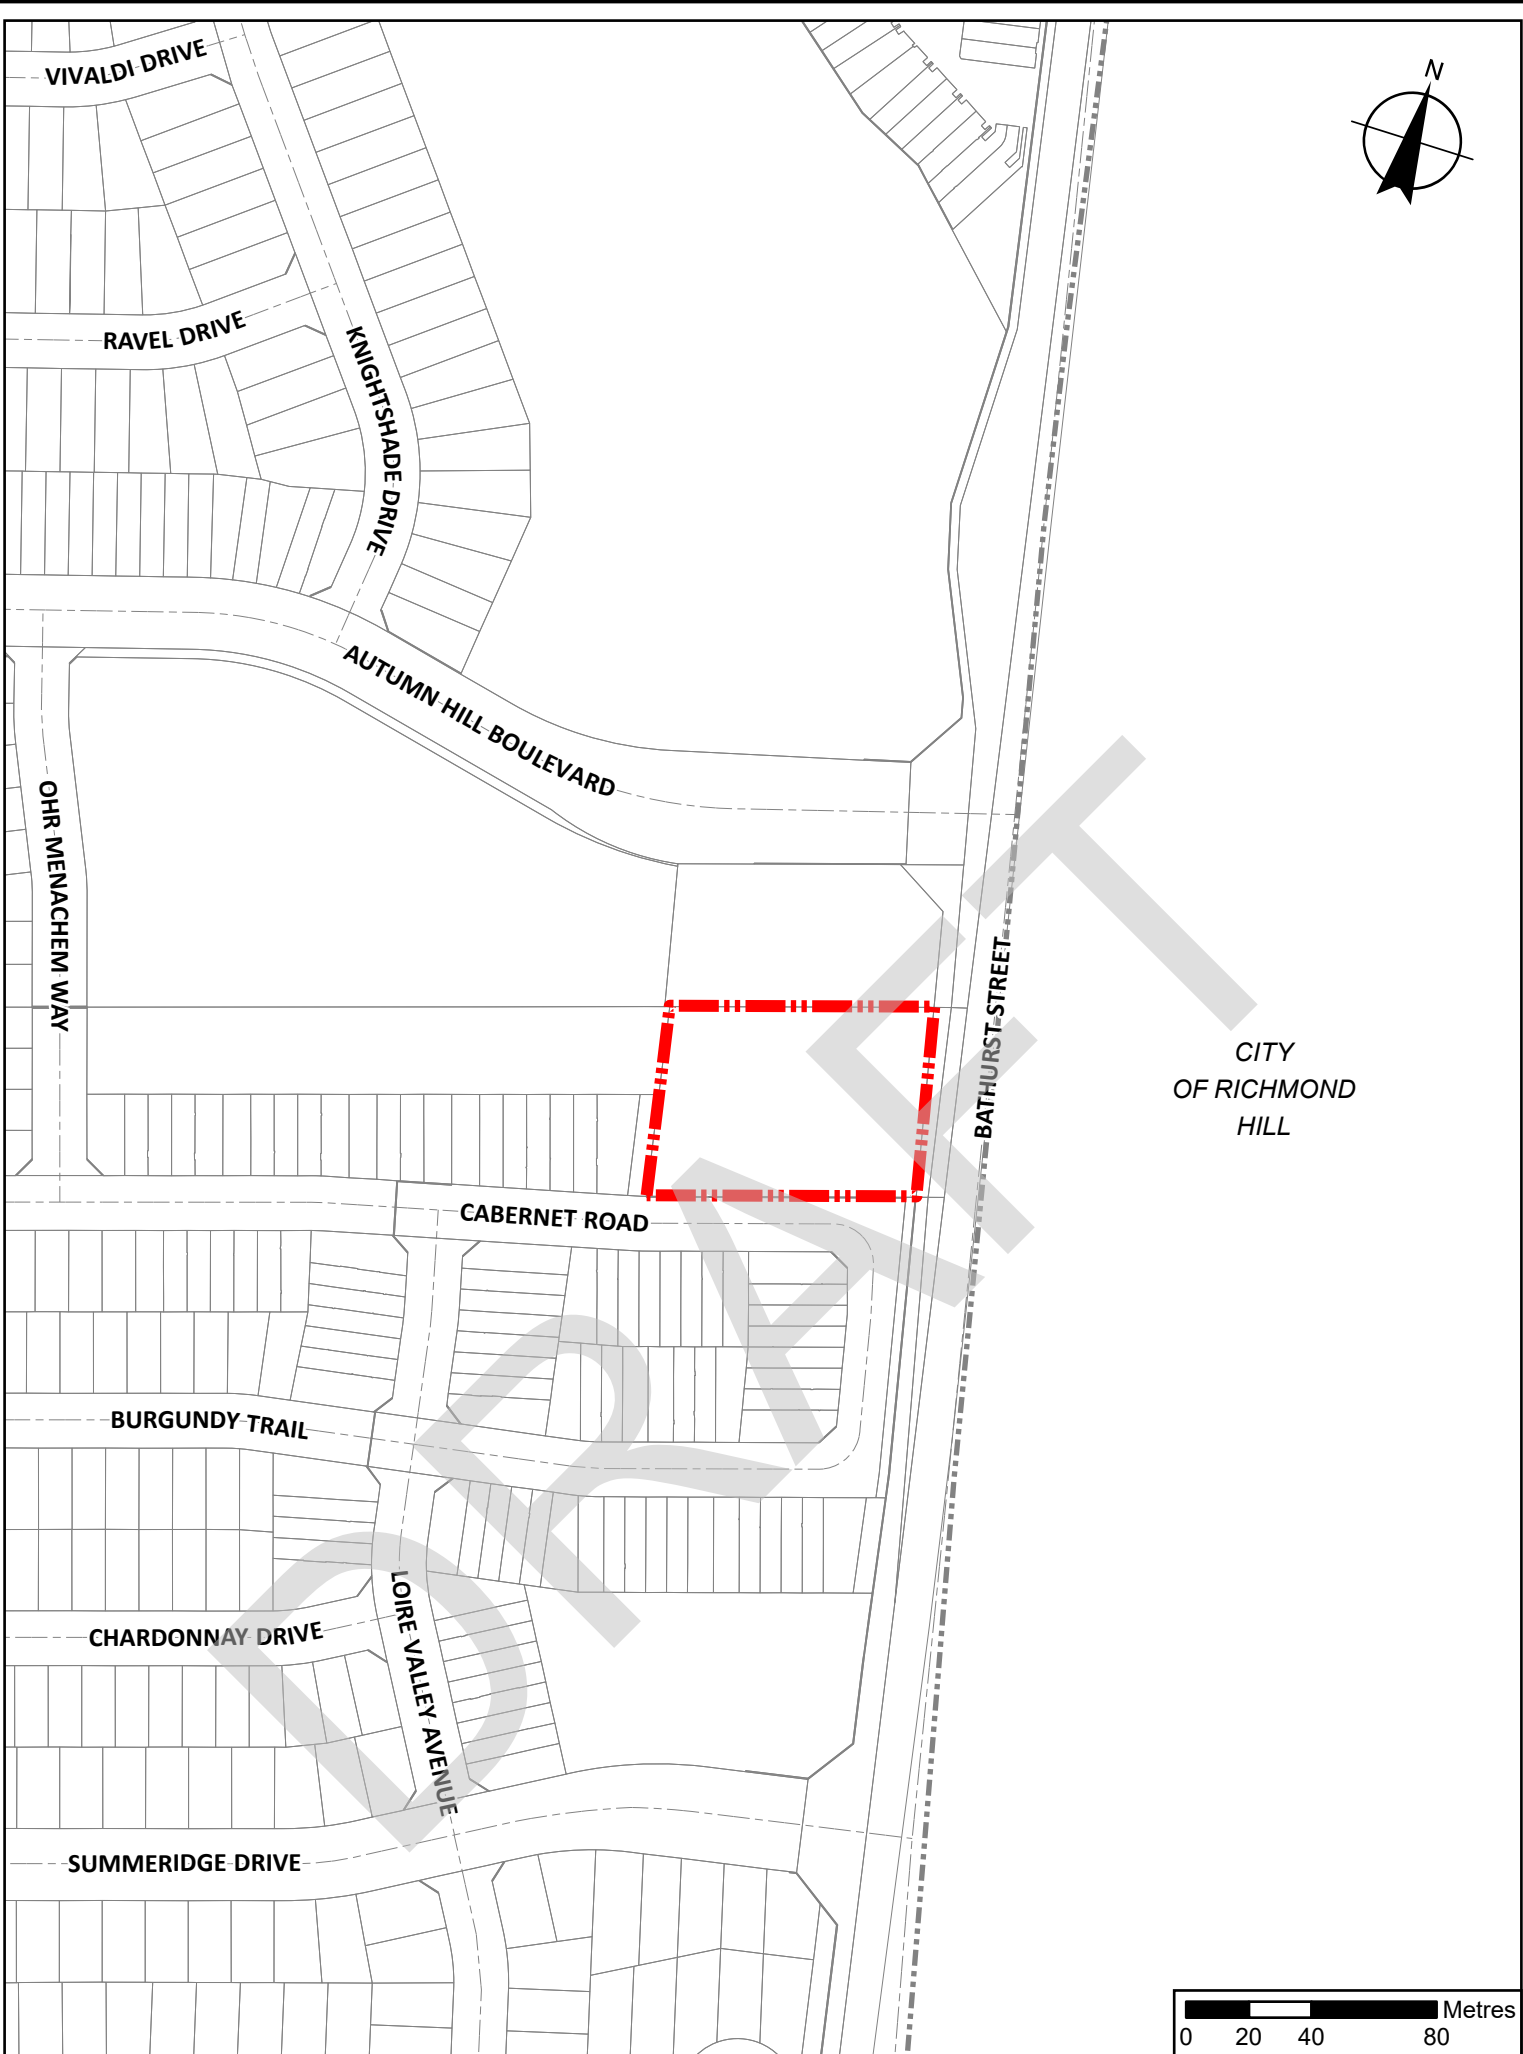 VIVALDI DRIVE
N
RAVEL DRIVE
KNIGHTSHADE DRIVE
AUTUMN HILL BOULEVARD
OHR MENACHEM WAY
BATHURST STREET
CITY
OF RICHMOND
HILL
CABERNET ROAD
BURGUNDY TRAIL
LOIRE VALLEY AVENUE
CHARDONNAY DRIVE
SUMMERIDGE DRIVE
DRAFT
Metres
0 20 40 80